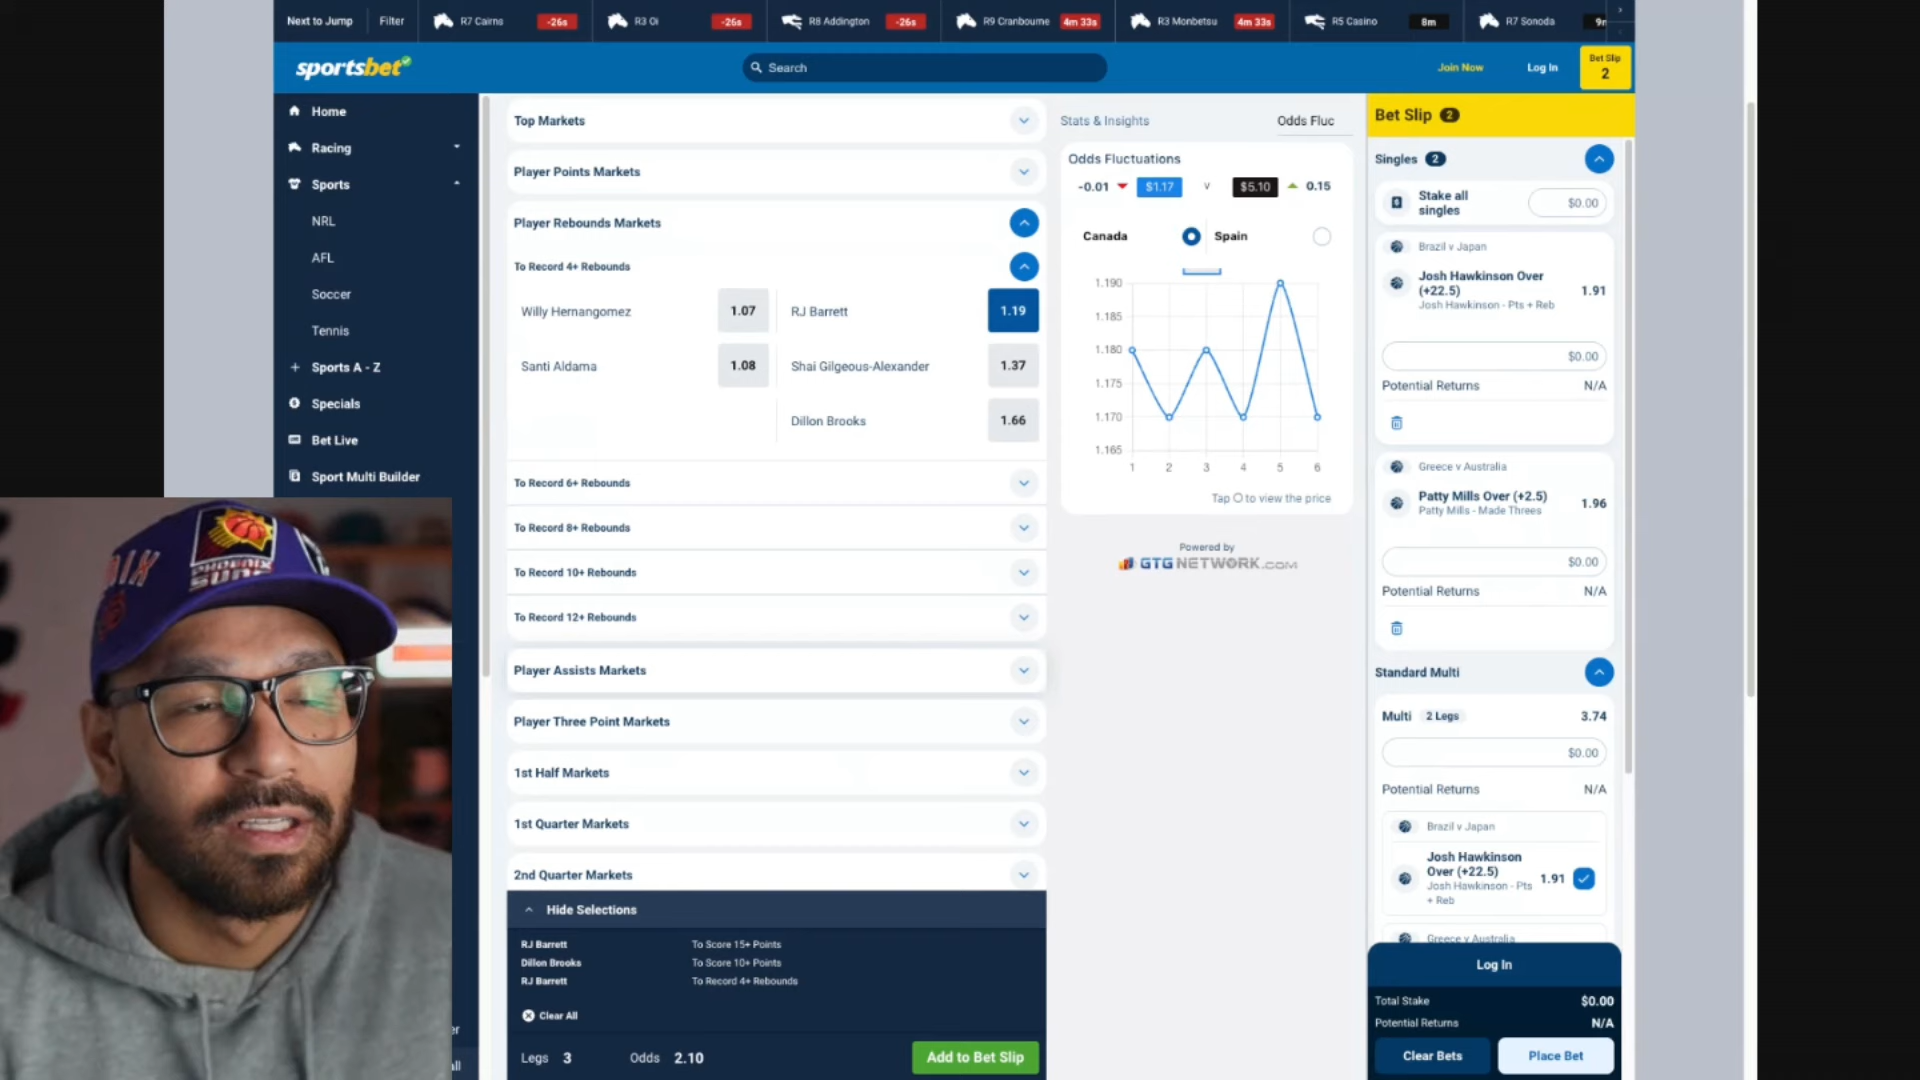 Next to Jump
Filter
R7 Cairns
-26s
R3 Oi
-26s
R8 Addington
-26s
R9 Cranbourne
4m 33s
R3 Monbetsu
4m 33s
R5 Casino
8m
R7 Sonoda
sportsbet
Search
Join Now
Log In
Bet Slip
2
Home
Racing
Sports
NRL
AFL
Soccer
Tennis
Sports A - Z
Specials
Bet Live
Sport Multi Builder
Top Markets
Player Points Markets
Player Rebounds Markets
To Record 4+ Rebounds
Willy Hernangomez 1.07
RJ Barrett 1.19
Santi Aldama 1.08
Shai Gilgeous-Alexander 1.37
Dillon Brooks 1.66
To Record 6+ Rebounds
To Record 8+ Rebounds
To Record 10+ Rebounds
To Record 12+ Rebounds
Player Assists Markets
Player Three Point Markets
1st Half Markets
1st Quarter Markets
2nd Quarter Markets
Hide Selections
RJ Barrett To Score 15+ Points
Dillon Brooks To Score 10+ Points
RJ Barrett To Record 4+ Rebounds
Clear All
Legs 3 Odds 2.10
Add to Bet Slip
Stats & Insights
Odds Fluc
Odds Fluctuations
-0.01 $1.17 v $5.10 0.15
Canada
Spain
1.190
1.185
1.180
1.175
1.170
1.165
1 2 3 4 5 6
Tap O to view the price
Powered by
GTG NETWORK.COM
Bet Slip 2
Singles 2
Stake all
singles
$0.00
Brazil v Japan
Josh Hawkinson Over
(+22.5)
1.91
Josh Hawkinson - Pts + Reb
$0.00
Potential Returns N/A
Greece v Australia
Patty Mills Over (+2.5)
1.96
Patty Mills - Made Threes
$0.00
Potential Returns N/A
Standard Multi
Multi 2 Legs 3.74
$0.00
Potential Returns N/A
Brazil v Japan
Josh Hawkinson
Over (+22.5)
1.91
Josh Hawkinson - Pts
+ Reb
Greece v Australia
Log In
Total Stake $0.00
Potential Returns N/A
Clear Bets
Place Bet
PHOENIX
SUNS